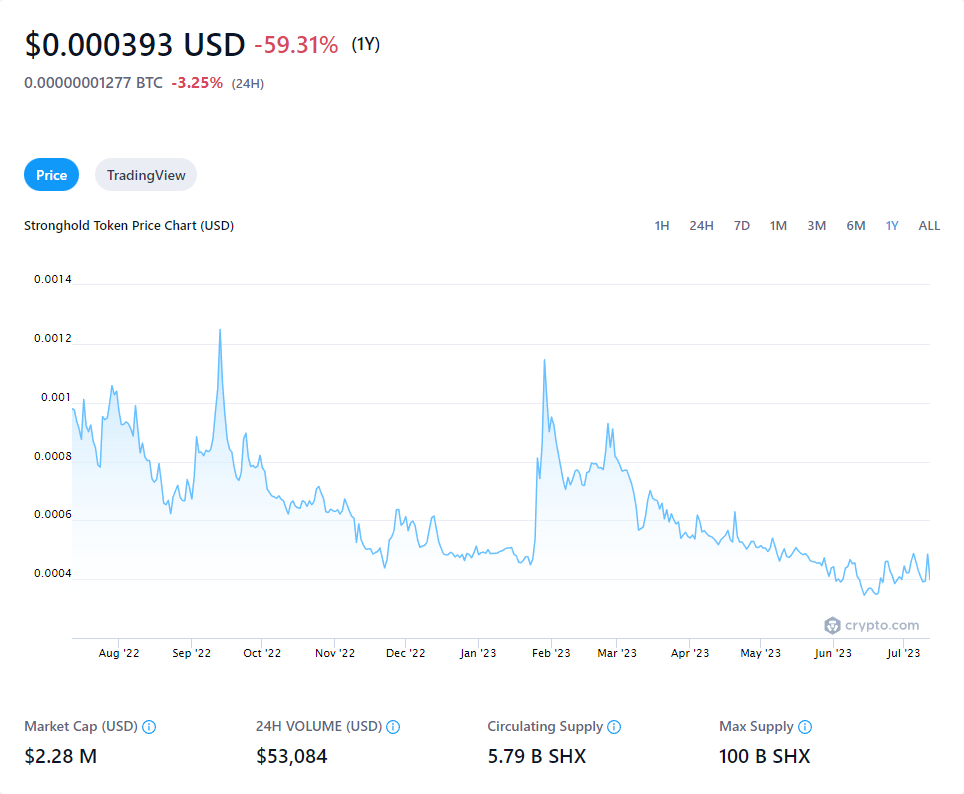 $0.000393 USD -59.31% (1Y)
0.00000001277 BTC -3.25% (24H)
Price TradingView
Stronghold Token Price Chart (USD) 1H 24H 7D 1M 3M 6M 1Y ALL
0.0014
0.0012
0.001
0.0008
0.0006
0.0004
crypto.com
Aug '22 Sep '22 Oct '22 Nov '22 Dec '22 Jan '23 Feb '23 Mar '23 Apr '23 May '23 Jun '23 Jul '23
Market Cap (USD) 24H VOLUME (USD) Circulating Supply Max Supply
$2.28 M $53,084 5.79 B SHX 100 B SHX